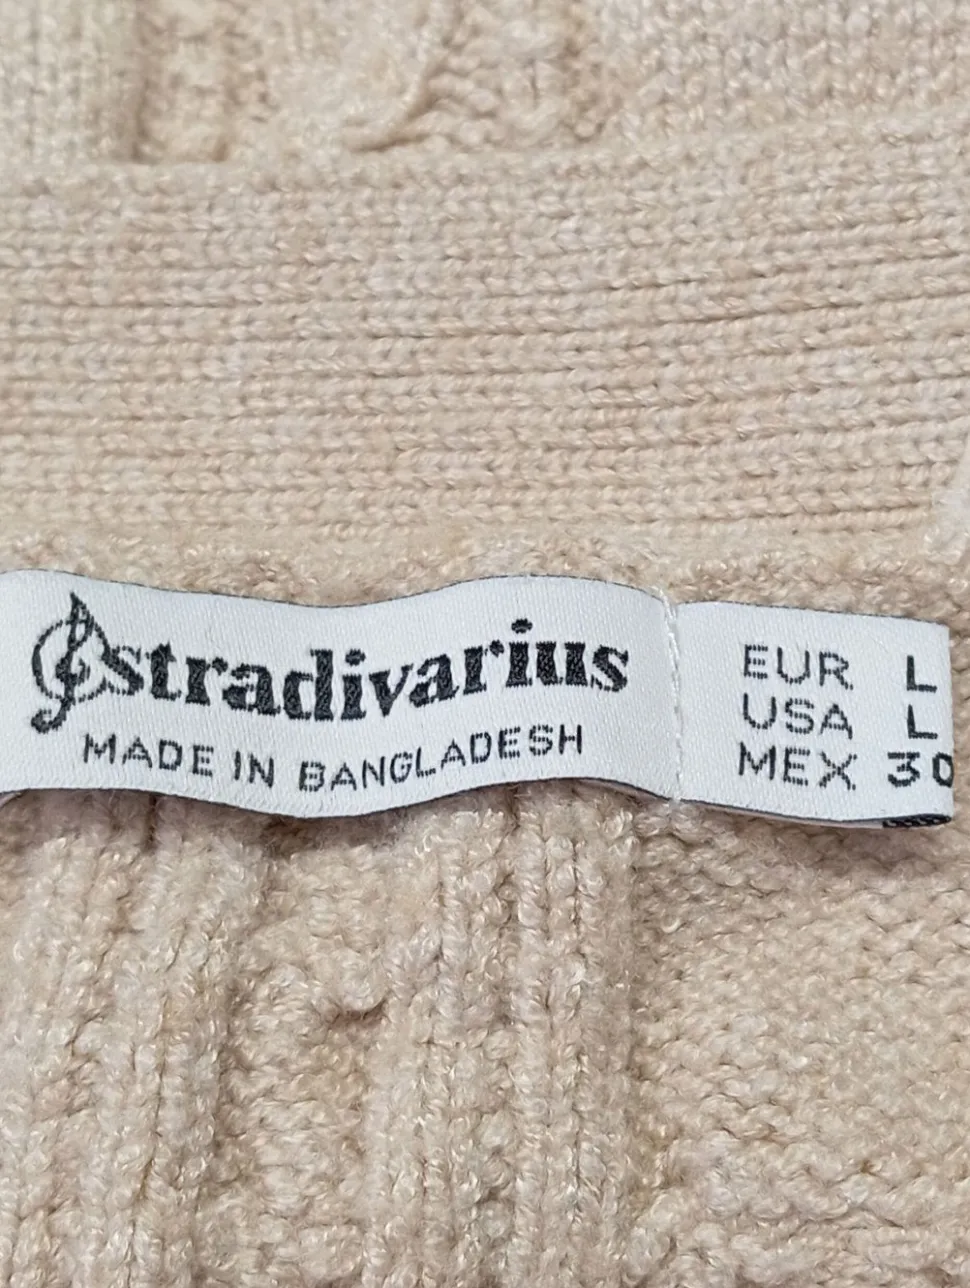 stradivarius
MADE IN BANGLADESH
EUR L
USA L
MEX 30